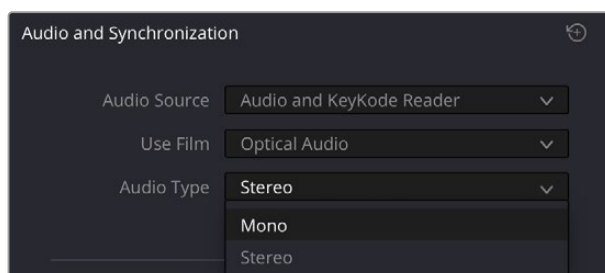 Audio and Synchronization
Audio Source Audio and KeyKode Reader
Use Film Optical Audio
Audio Type Stereo
Mono
Stereo